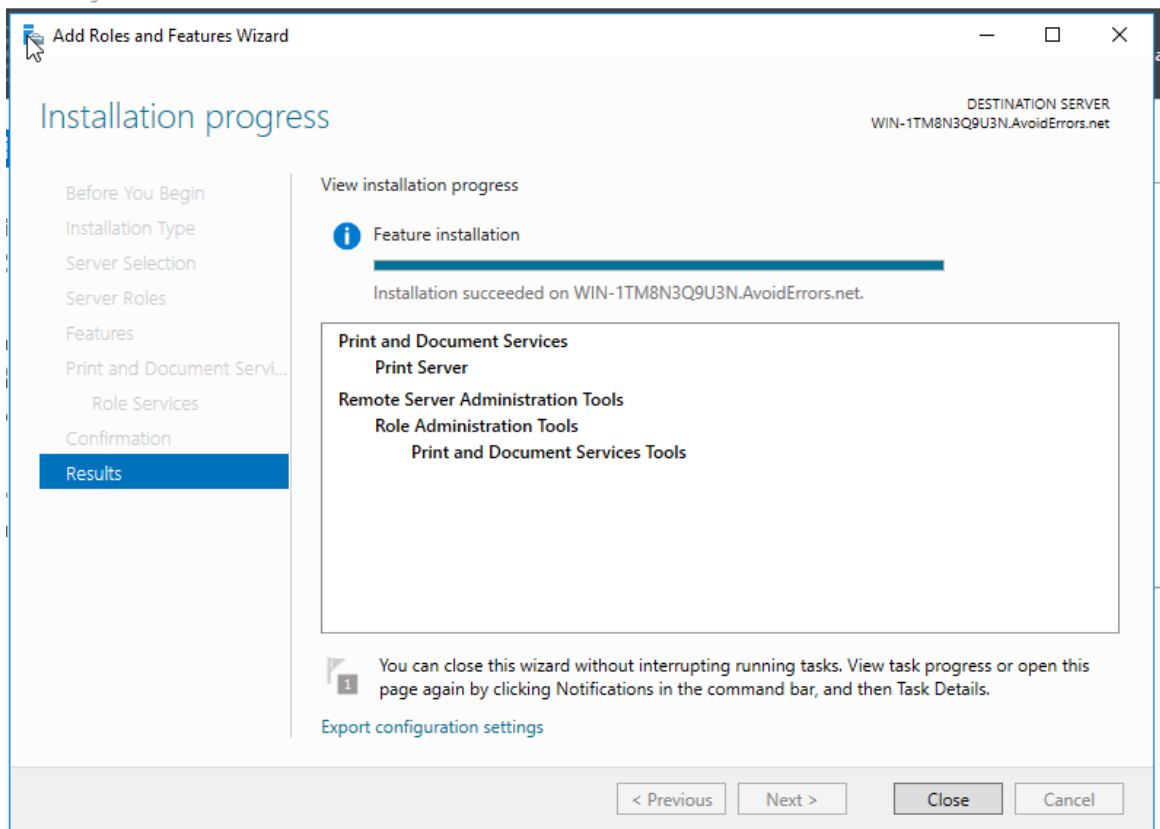 Add Roles and Features Wizard
Installation progress
DESTINATION SERVER
WIN-1TM8N3Q9U3N.AvoidErrors.net
Before You Begin
Installation Type
Server Selection
Server Roles
Features
Print and Document Servi...
Role Services
Confirmation
Results
View installation progress
Feature installation
Installation succeeded on WIN-1TM8N3Q9U3N.AvoidErrors.net.
Print and Document Services
Print Server
Remote Server Administration Tools
Role Administration Tools
Print and Document Services Tools
1
You can close this wizard without interrupting running tasks. View task progress or open this
page again by clicking Notifications in the command bar, and then Task Details.
Export configuration settings
< Previous
Next >
Close
Cancel